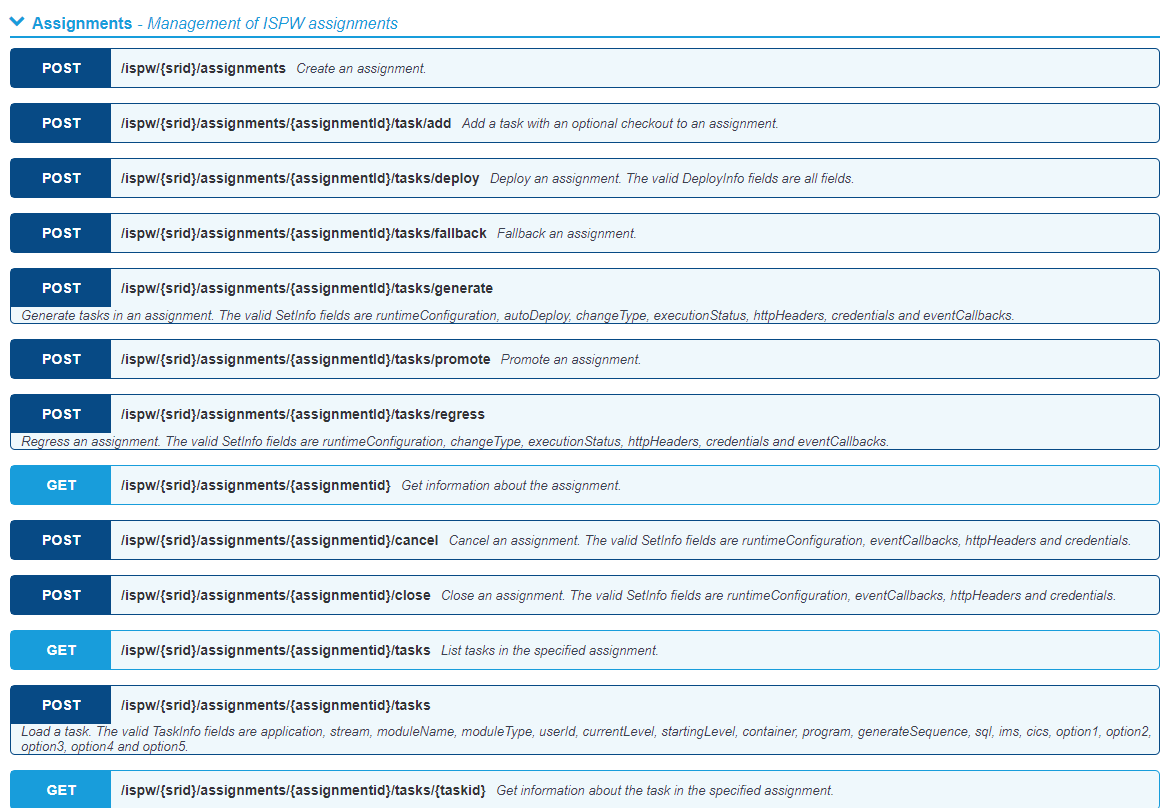 Assignments - Management of ISPW assignments
POST /ispw/{srid}/assignments Create an assignment.
POST /ispw/{srid}/assignments/{assignmentId}/task/add Add a task with an optional checkout to an assignment.
POST /ispw/{srid}/assignments/{assignmentId}/tasks/deploy Deploy an assignment. The valid DeployInfo fields are all fields.
POST /ispw/{srid}/assignments/{assignmentId}/tasks/fallback Fallback an assignment.
POST /ispw/{srid}/assignments/{assignmentId}/tasks/generate
Generate tasks in an assignment. The valid SetInfo fields are runtimeConfiguration, autoDeploy, changeType, executionStatus, httpHeaders, credentials and eventCallbacks.
POST /ispw/{srid}/assignments/{assignmentId}/tasks/promote Promote an assignment.
POST /ispw/{srid}/assignments/{assignmentId}/tasks/regress
Regress an assignment. The valid SetInfo fields are runtimeConfiguration, changeType, executionStatus, httpHeaders, credentials and eventCallbacks.
GET /ispw/{srid}/assignments/{assignmentid} Get information about the assignment.
POST /ispw/{srid}/assignments/{assignmentid}/cancel Cancel an assignment. The valid SetInfo fields are runtimeConfiguration, eventCallbacks, httpHeaders and credentials.
POST /ispw/{srid}/assignments/{assignmentid}/close Close an assignment. The valid SetInfo fields are runtimeConfiguration, eventCallbacks, httpHeaders and credentials.
GET /ispw/{srid}/assignments/{assignmentid}/tasks List tasks in the specified assignment.
POST /ispw/{srid}/assignments/{assignmentid}/tasks
Load a task. The valid TaskInfo fields are application, stream, moduleName, moduleType, userId, currentLevel, startingLevel, container, program, generateSequence, sql, ims, cics, option1, option2,
option3, option4 and option5.
GET /ispw/{srid}/assignments/{assignmentid}/tasks/{taskid} Get information about the task in the specified assignment.